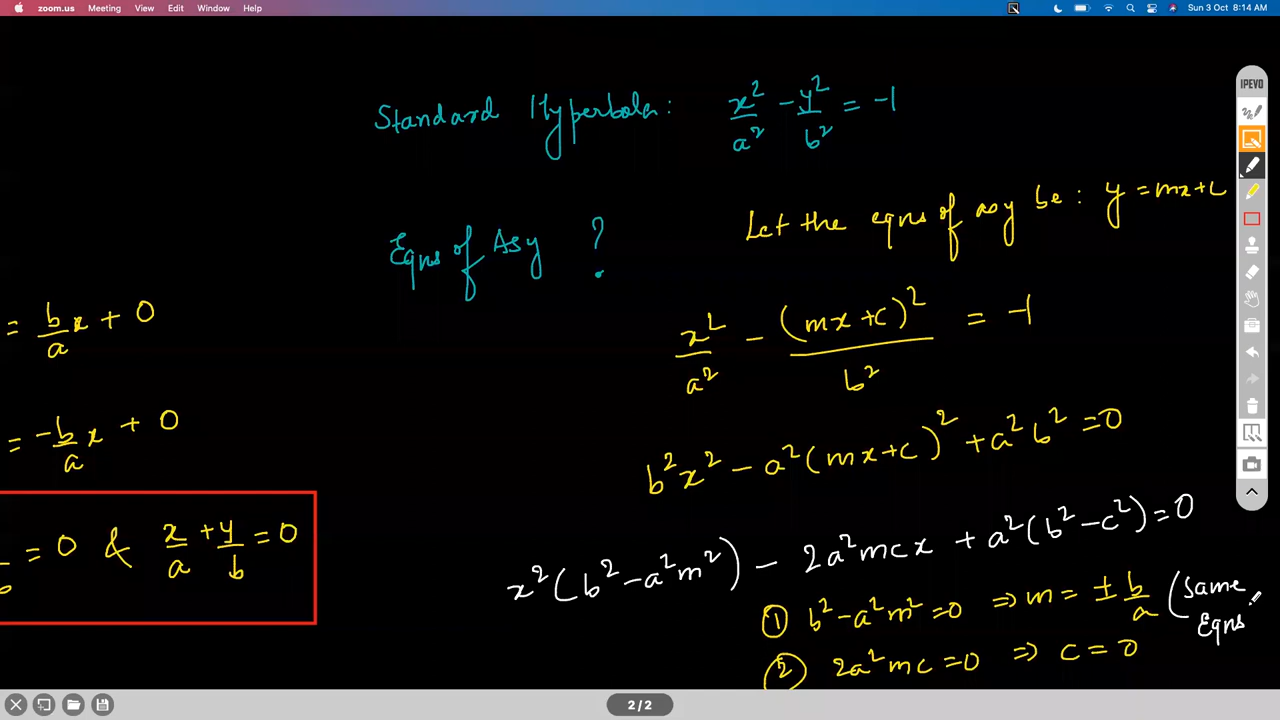 zoom.us Meeting View Edit Window Help Sun 3 Oct 8:14 AM
IPEVO
Standard Hyperbola: x²/a² - y²/b² = -1
Let the eqns of asy be: y = mx+c
Eqns of Asy ?
= b/a x + 0
x²/a² - (mx+c)²/b² = -1
= -b/a x + 0
b²x² - a²(mx+c)² + a²b² = 0
b = 0 & x/a + y/b = 0
x²(b² - a²m²) - 2a²mcx + a²(b² - c²) = 0
① b² - a²m² = 0 ⇒ m = ± b/a (Same
Eqns
② 2a²mc = 0 ⇒ c = 0
2/2